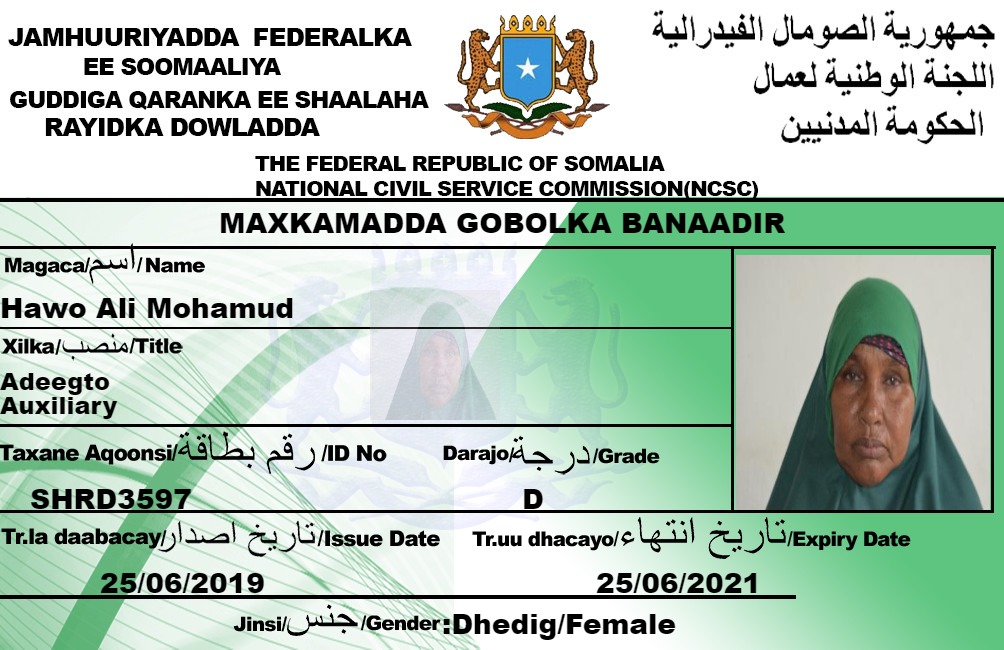 JAMHUURIYADDA FEDERALKA
EE SOOMAALIYA
GUDDIGA QARANKA EE SHAALAHA
RAYIDKA DOWLADDA
جمهورية الصومال الفيدرالية
اللجنة الوطنية لعمال
الحكومة المدنيين
THE FEDERAL REPUBLIC OF SOMALIA
NATIONAL CIVIL SERVICE COMMISSION(NCSC)
MAXKAMADDA GOBOLKA BANAADIR
Magaca/اسم/Name
Hawo Ali Mohamud
Xilka/منصب/Title
Adeegto
Auxiliary
Taxane Aqoonsi/رقم بطاقة/ID No
Darajo/درجة/Grade
SHRD3597
D
Tr.la daabacay/تاريخ اصدار/Issue Date
Tr.uu dhacayo/تاريخ انتهاء/Expiry Date
25/06/2019
25/06/2021
Jinsi/جنس/Gender:Dhedig/Female